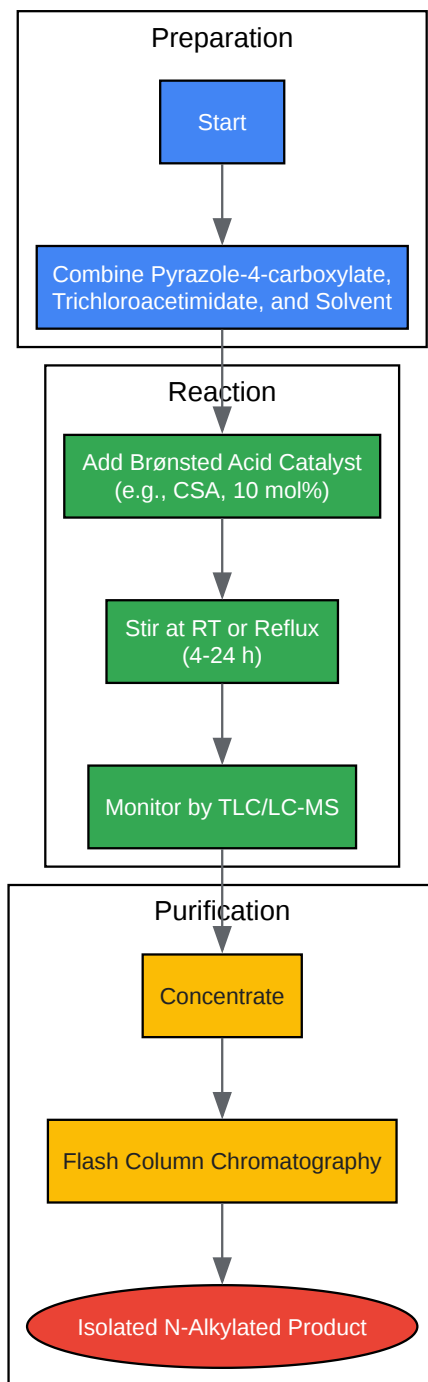 Preparation
Start
Combine Pyrazole-4-carboxylate,
Trichloroacetimidate, and Solvent
Reaction
Add Brønsted Acid Catalyst
(e.g., CSA, 10 mol%)
Stir at RT or Reflux
(4-24 h)
Monitor by TLC/LC-MS
Purification
Concentrate
Flash Column Chromatography
Isolated N-Alkylated Product